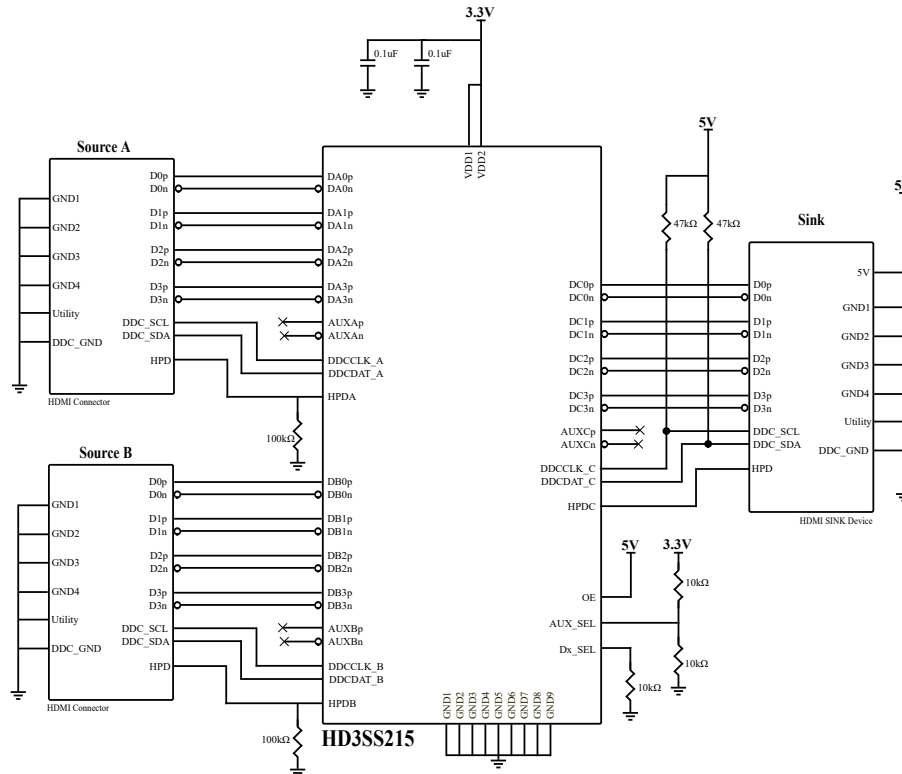 3.3V
0.1uF
0.1uF
VDD1
VDD2
Source A
D0p
D0n
D1p
D1n
D2p
D2n
D3p
D3n
DDC_SCL
DDC_SDA
HPD
GND1
GND2
GND3
GND4
Utility
DDC_GND
HDMI Connector
100kΩ
Source B
D0p
D0n
D1p
D1n
D2p
D2n
D3p
D3n
DDC_SCL
DDC_SDA
HPD
GND1
GND2
GND3
GND4
Utility
DDC_GND
HDMI Connector
100kΩ
DA0p
DA0n
DA1p
DA1n
DA2p
DA2n
DA3p
DA3n
AUXAp
AUXAn
DDCCLK_A
DDCDAT_A
HPDA
DB0p
DB0n
DB1p
DB1n
DB2p
DB2n
DB3p
DB3n
AUXBp
AUXBn
DDCCLK_B
DDCDAT_B
HPDB
HD3SS215
GND1
GND2
GND3
GND4
GND5
GND6
GND7
GND8
GND9
DC0p
DC0n
DC1p
DC1n
DC2p
DC2n
DC3p
DC3n
AUXCp
AUXCn
DDCCLK_C
DDCDAT_C
HPDC
OE
AUX_SEL
Dx_SEL
5V
47kΩ
47kΩ
5V
3.3V
10kΩ
10kΩ
10kΩ
Sink
D0p
D0n
D1p
D1n
D2p
D2n
D3p
D3n
DDC_SCL
DDC_SDA
HPD
5V
GND1
GND2
GND3
GND4
Utility
DDC_GND
HDMI SINK Device